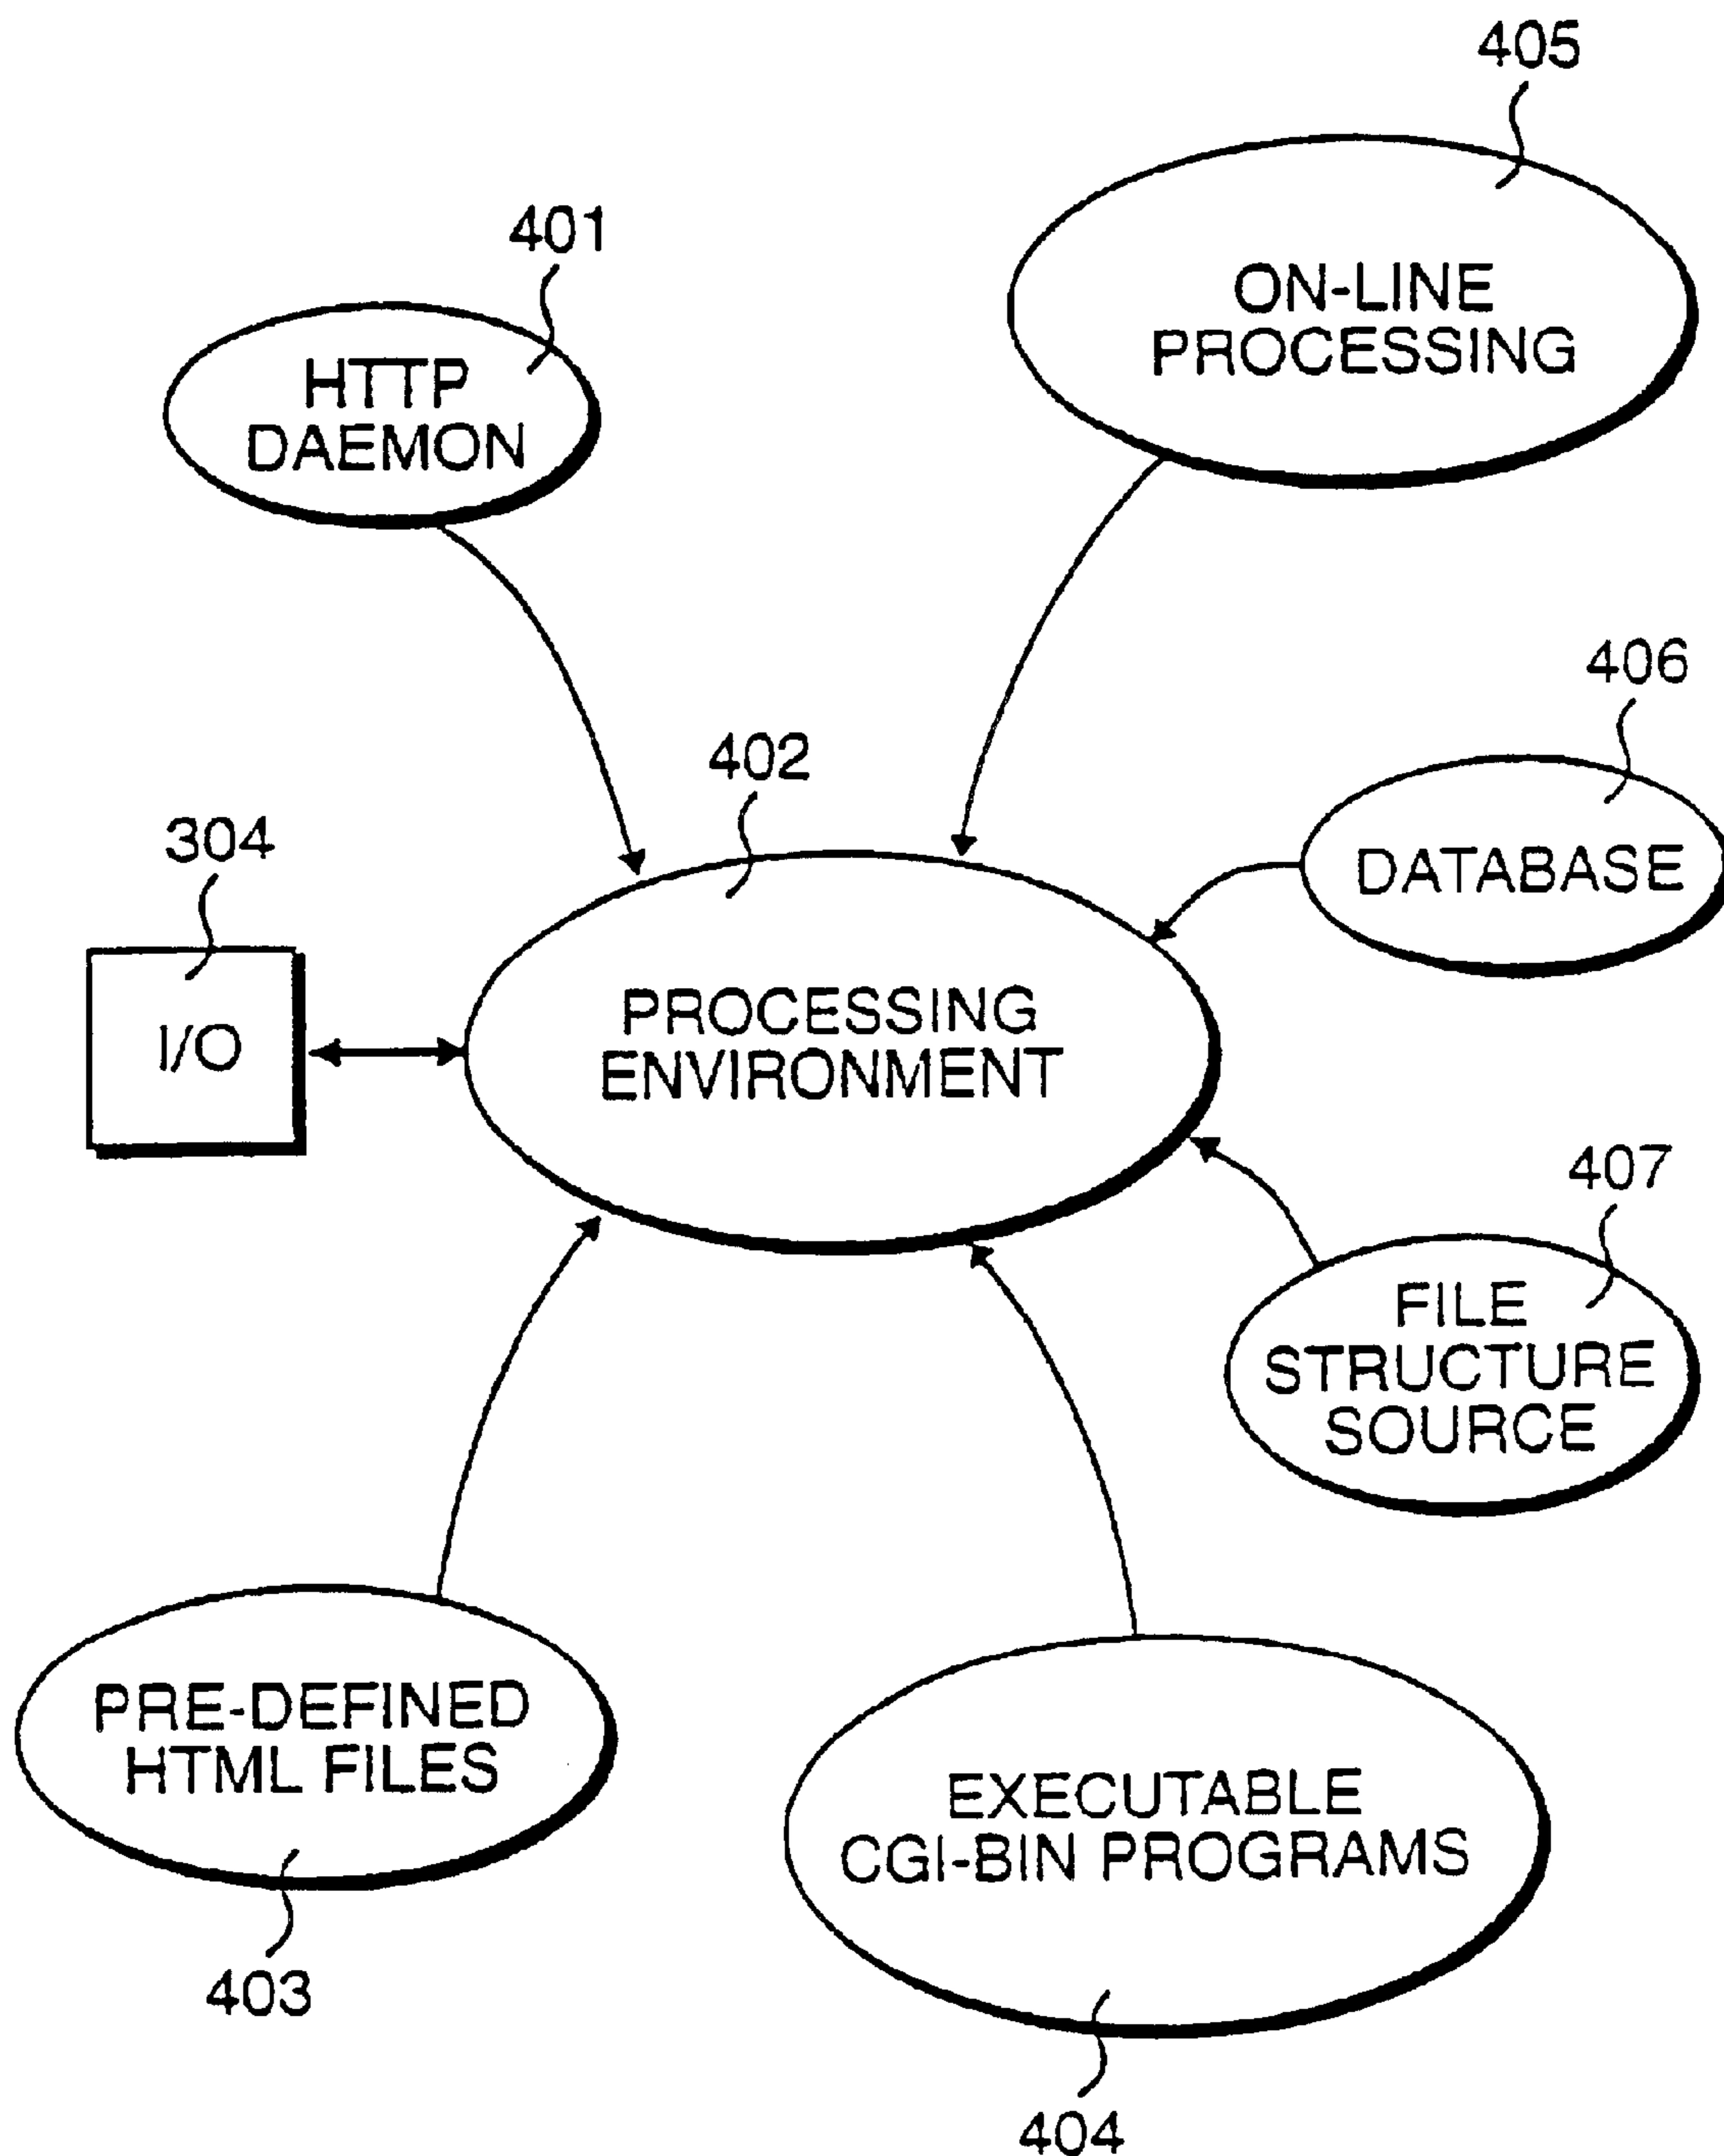 405
401
ON-LINE
PROCESSING
HTTP
DAEMON
406
402
304
DATABASE
PROCESSING
ENVIRONMENT
I/O
407
FILE
STRUCTURE
SOURCE
PRE-DEFINED
HTML FILES
EXECUTABLE
CGI-BIN PROGRAMS
403
404